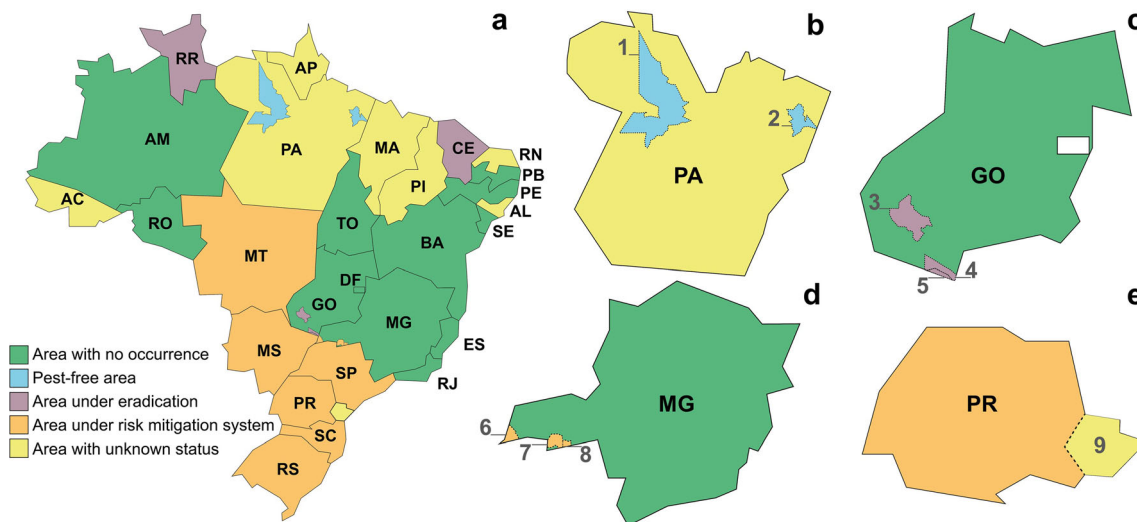 a
RR
AP
AM
PA
MA
CE
RN
PB
PE
AL
SE
PI
AC
RO
TO
BA
MT
DF
GO
MG
ES
RJ
MS
SP
PR
SC
RS
Area with no occurrence
Pest-free area
Area under eradication
Area under risk mitigation system
Area with unknown status
b
1
2
PA
c
GO
3
4
5
d
MG
6
7
8
e
PR
9